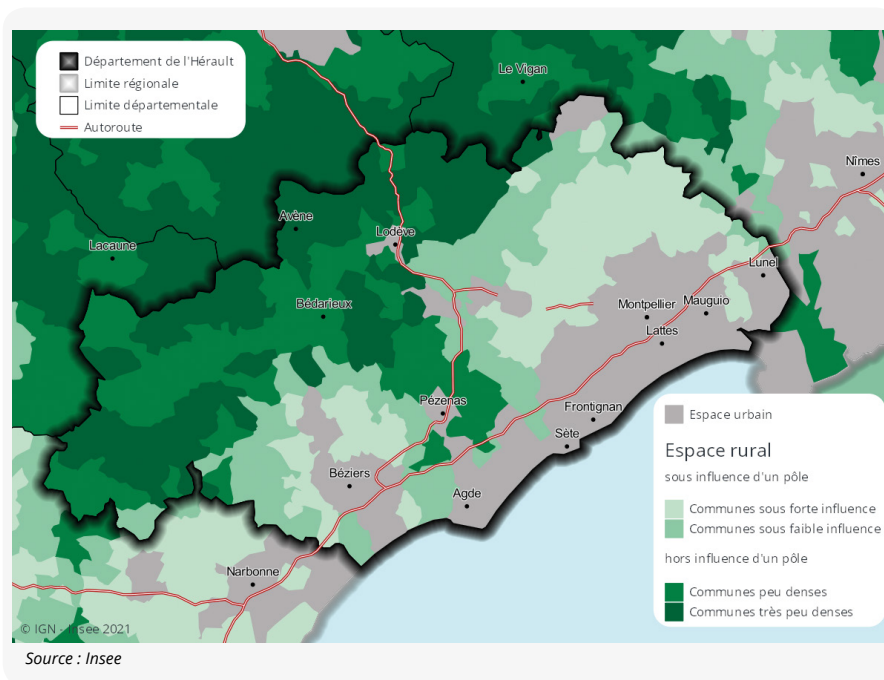 Département de l'Hérault
Limite régionale
Limite départementale
Autoroute
Le Vigan
Nîmes
Avène
Lodève
Lacaune
Lunel
Bédarieux
Montpellier
Mauguio
Lattes
Pézenas
Frontignan
Sète
Béziers
Agde
Narbonne
Espace urbain
Espace rural
sous influence d'un pôle
Communes sous forte influence
Communes sous faible influence
hors influence d'un pôle
Communes peu denses
Communes très peu denses
© IGN - Insee 2021
Source : Insee